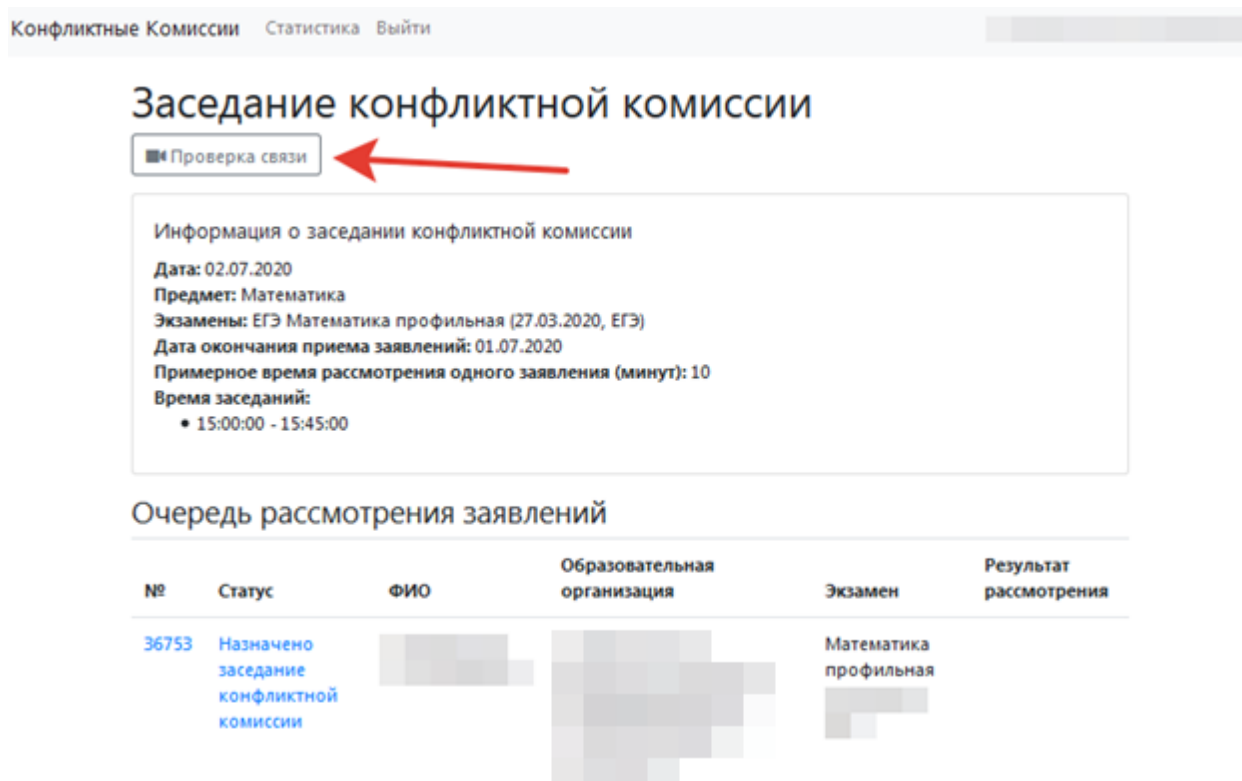 Конфликтные Комиссии Статистика Выйти
Заседание конфликтной комиссии
Проверка связи
Информация о заседании конфликтной комиссии
Дата: 02.07.2020
Предмет: Математика
Экзамены: ЕГЭ Математика профильная (27.03.2020, ЕГЭ)
Дата окончания приема заявлений: 01.07.2020
Примерное время рассмотрения одного заявления (минут): 10
Время заседаний:
• 15:00:00 - 15:45:00
Очередь рассмотрения заявлений
№ Статус ФИО Образовательная организация Экзамен Результат рассмотрения
36753 Назначено заседание конфликтной комиссии Математика профильная